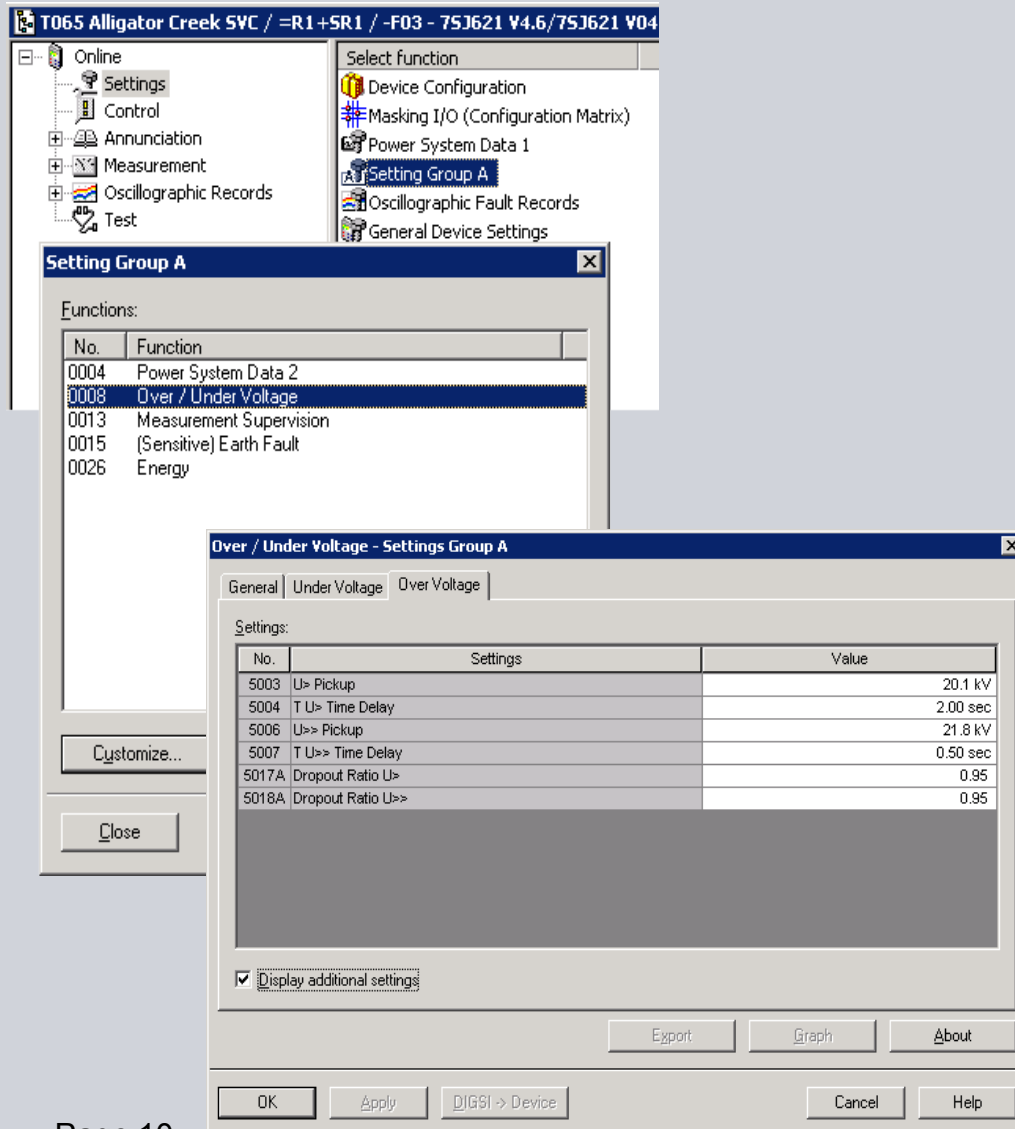 T065 Alligator Creek SVC / =R1+SR1 / -F03 - 7SJ621 V4.6/7SJ621 V04
Online
Settings
Control
Annunciation
Measurement
Oscillographic Records
Test
Select function
Device Configuration
Masking I/O (Configuration Matrix)
Power System Data 1
Setting Group A
Oscillographic Fault Records
General Device Settings
Setting Group A
Functions:
No. Function
0004 Power System Data 2
0008 Over / Under Voltage
0013 Measurement Supervision
0015 (Sensitive) Earth Fault
0026 Energy
Customize...
Close
Over / Under Voltage - Settings Group A
General Under Voltage Over Voltage
Settings:
No. Settings Value
5003 U> Pickup 20.1 kV
5004 T U> Time Delay 2.00 sec
5006 U>> Pickup 21.8 kV
5007 T U>> Time Delay 0.50 sec
5017A Dropout Ratio U> 0.95
5018A Dropout Ratio U>> 0.95
Display additional settings
Export Graph About
OK Apply DIGSI -> Device Cancel Help